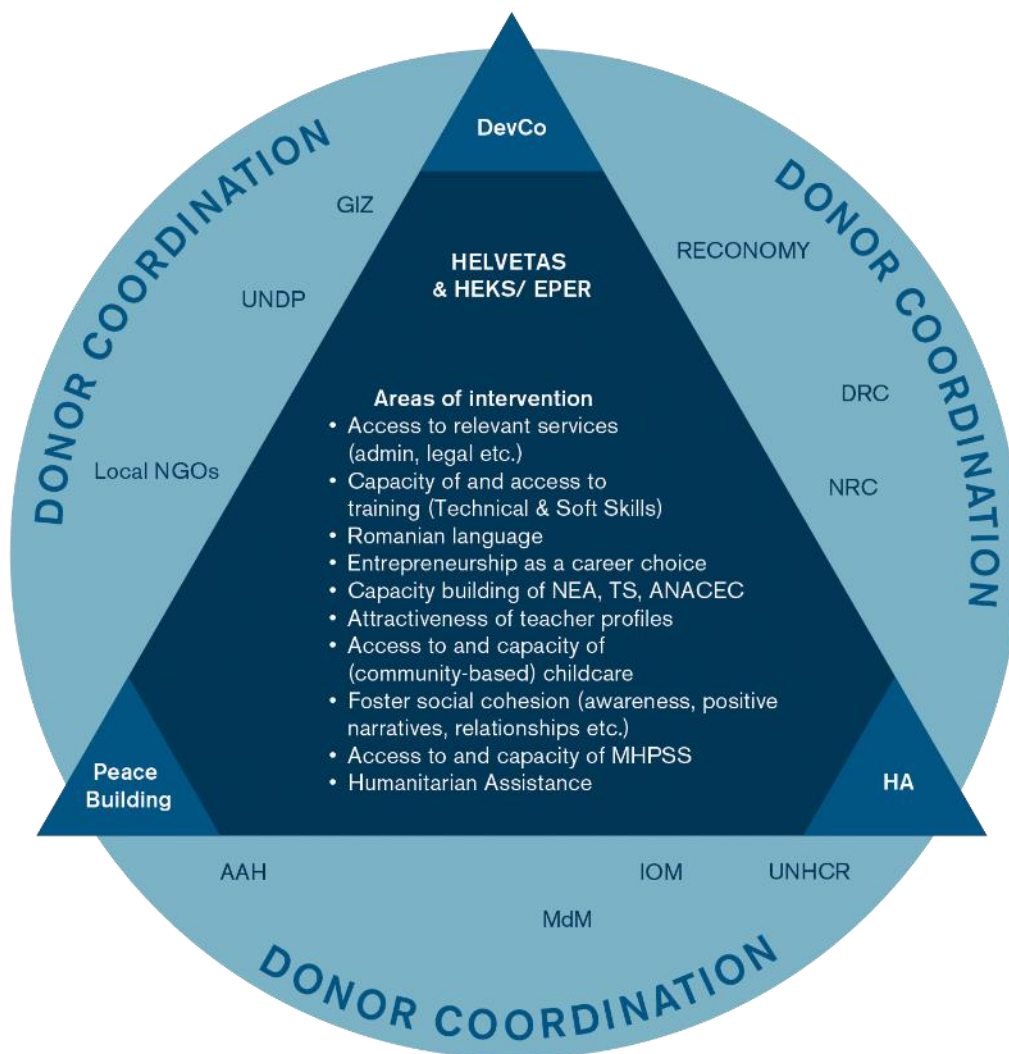 DevCo
DONOR COORDINATION
DONOR COORDINATION
GIZ
RECONOMY
HELVETAS
& HEKS/ EPER
UNDP
DRC
Areas of intervention
• Access to relevant services
(admin, legal etc.)
Local NGOs
• Capacity of and access to
training (Technical & Soft Skills)
NRC
• Romanian language
• Entrepreneurship as a career choice
• Capacity building of NEA, TS, ANACEC
• Attractiveness of teacher profiles
• Access to and capacity of
(community-based) childcare
• Foster social cohesion (awareness, positive
narratives, relationships etc.)
• Access to and capacity of MHPSS
• Humanitarian Assistance
Peace
Building
HA
AAH
IOM
UNHCR
MdM
DONOR COORDINATION